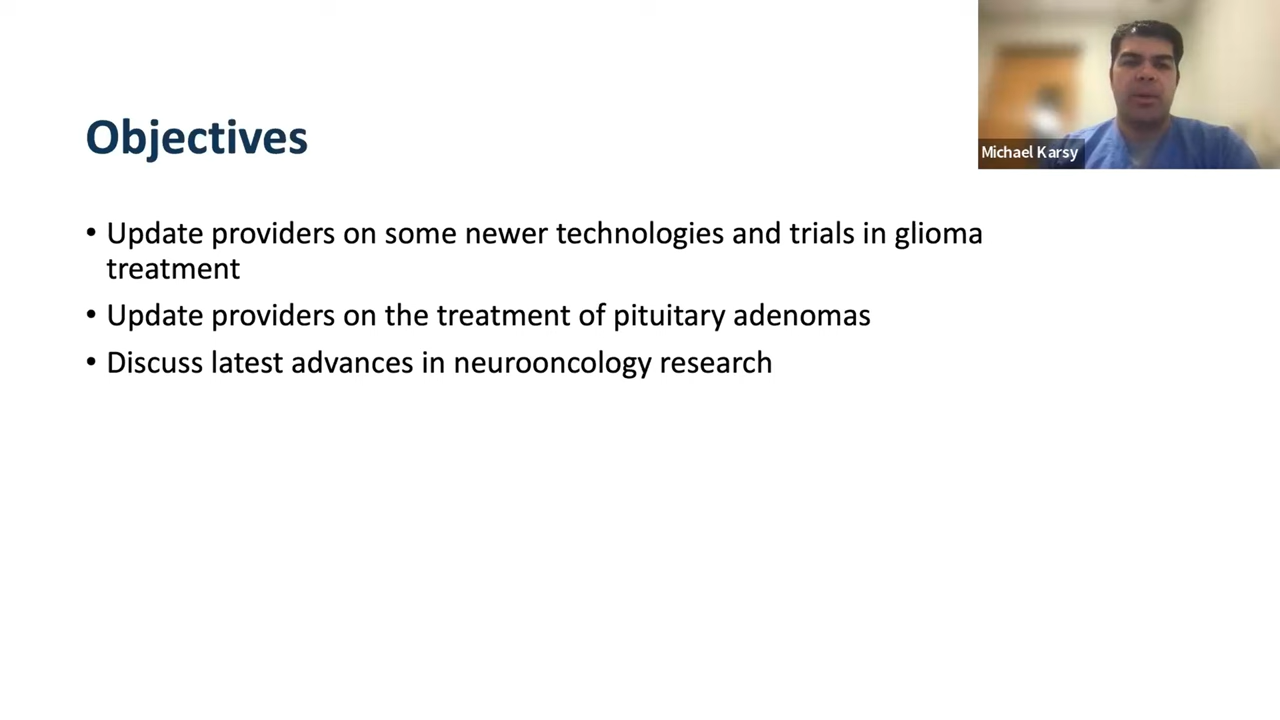 Objectives
• Update providers on some newer technologies and trials in glioma
treatment
• Update providers on the treatment of pituitary adenomas
• Discuss latest advances in neurooncology research
Michael Karsy